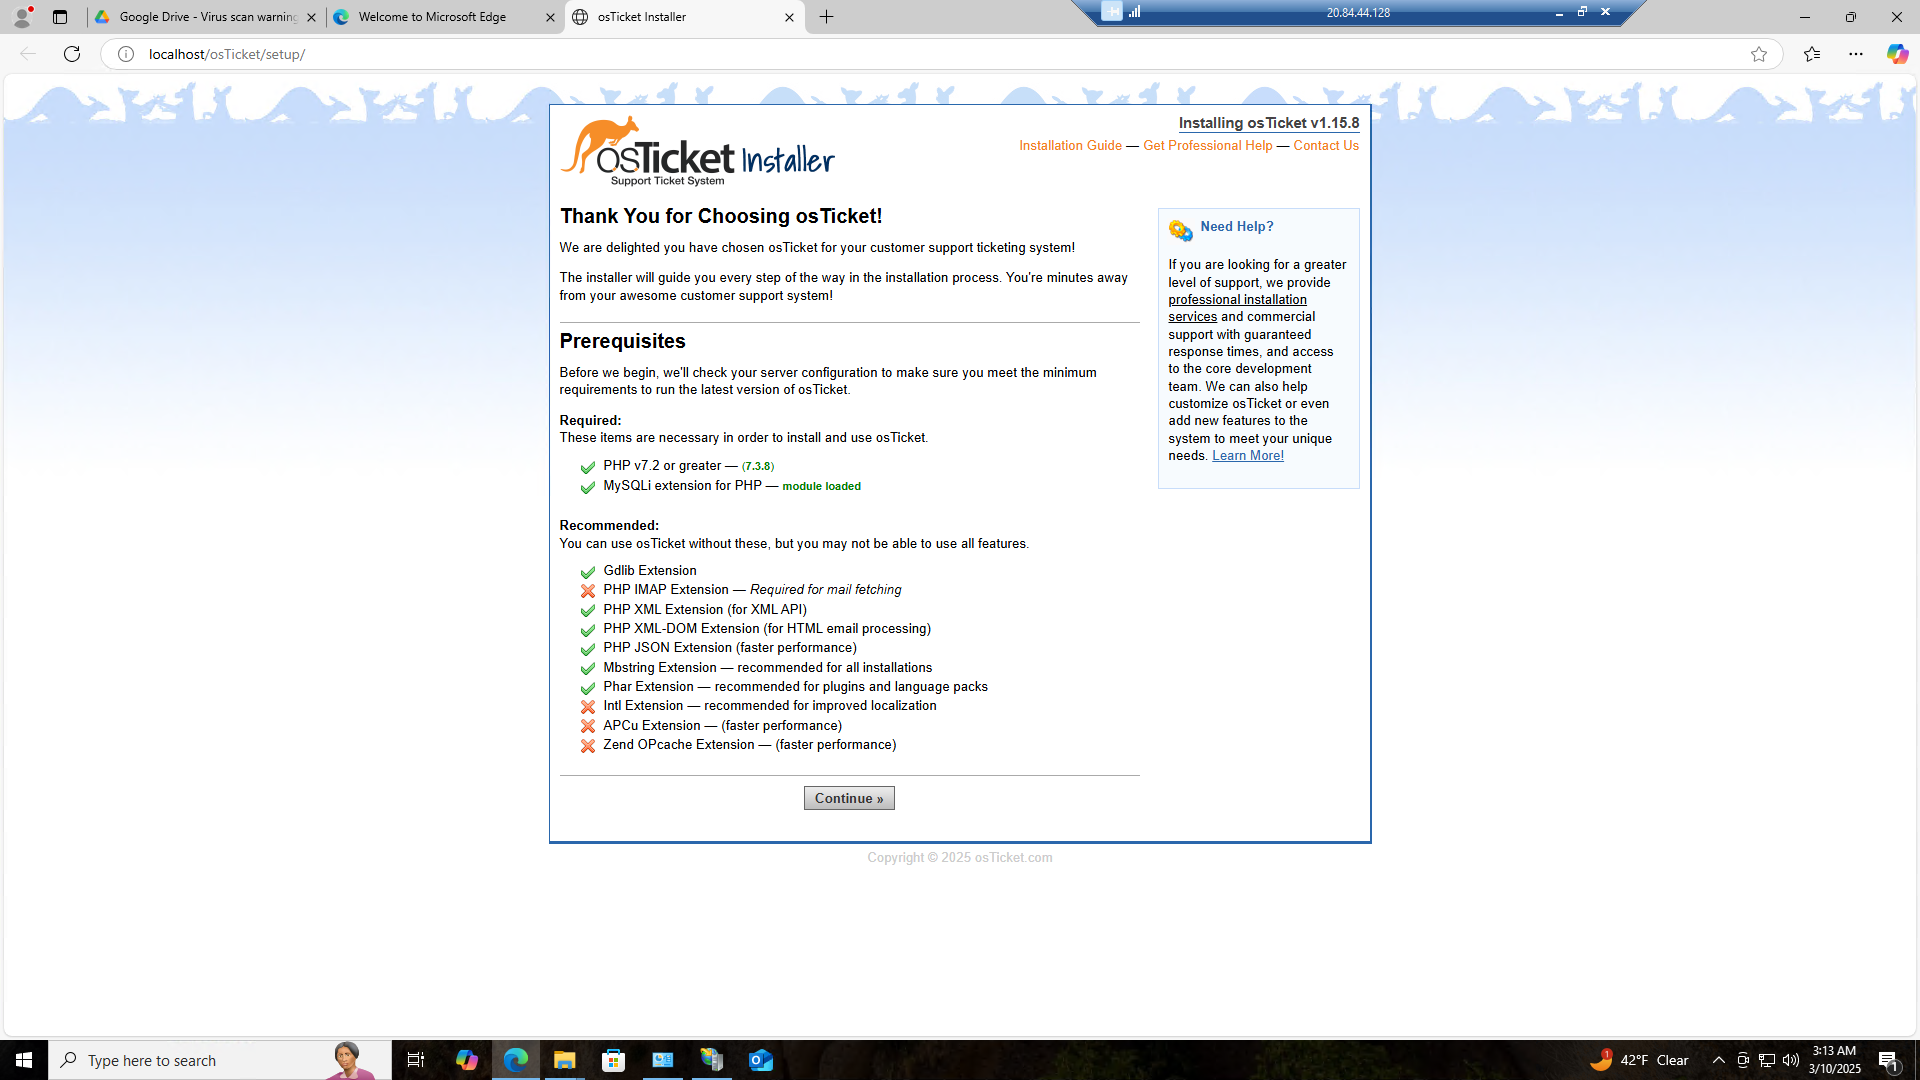 Google Drive - Virus scan warning
Welcome to Microsoft Edge
osTicket Installer
20.84.44.128
localhost/osTicket/setup/
osTicket Installer
Support Ticket System
Installing osTicket v1.15.8
Installation Guide — Get Professional Help — Contact Us
Thank You for Choosing osTicket!
We are delighted you have chosen osTicket for your customer support ticketing system!
The installer will guide you every step of the way in the installation process. You're minutes away
from your awesome customer support system!
Prerequisites
Before we begin, we'll check your server configuration to make sure you meet the minimum
requirements to run the latest version of osTicket.
Required:
These items are necessary in order to install and use osTicket.
PHP v7.2 or greater — (7.3.8)
MySQLi extension for PHP — module loaded
Recommended:
You can use osTicket without these, but you may not be able to use all features.
Gdlib Extension
PHP IMAP Extension — Required for mail fetching
PHP XML Extension (for XML API)
PHP XML-DOM Extension (for HTML email processing)
PHP JSON Extension (faster performance)
Mbstring Extension — recommended for all installations
Phar Extension — recommended for plugins and language packs
Intl Extension — recommended for improved localization
APCu Extension — (faster performance)
Zend OPcache Extension — (faster performance)
Continue »
Need Help?
If you are looking for a greater
level of support, we provide
professional installation
services and commercial
support with guaranteed
response times, and access
to the core development
team. We can also help
customize osTicket or even
add new features to the
system to meet your unique
needs. Learn More!
Copyright © 2025 osTicket.com
Type here to search
1
42°F Clear
3:13 AM
3/10/2025
1